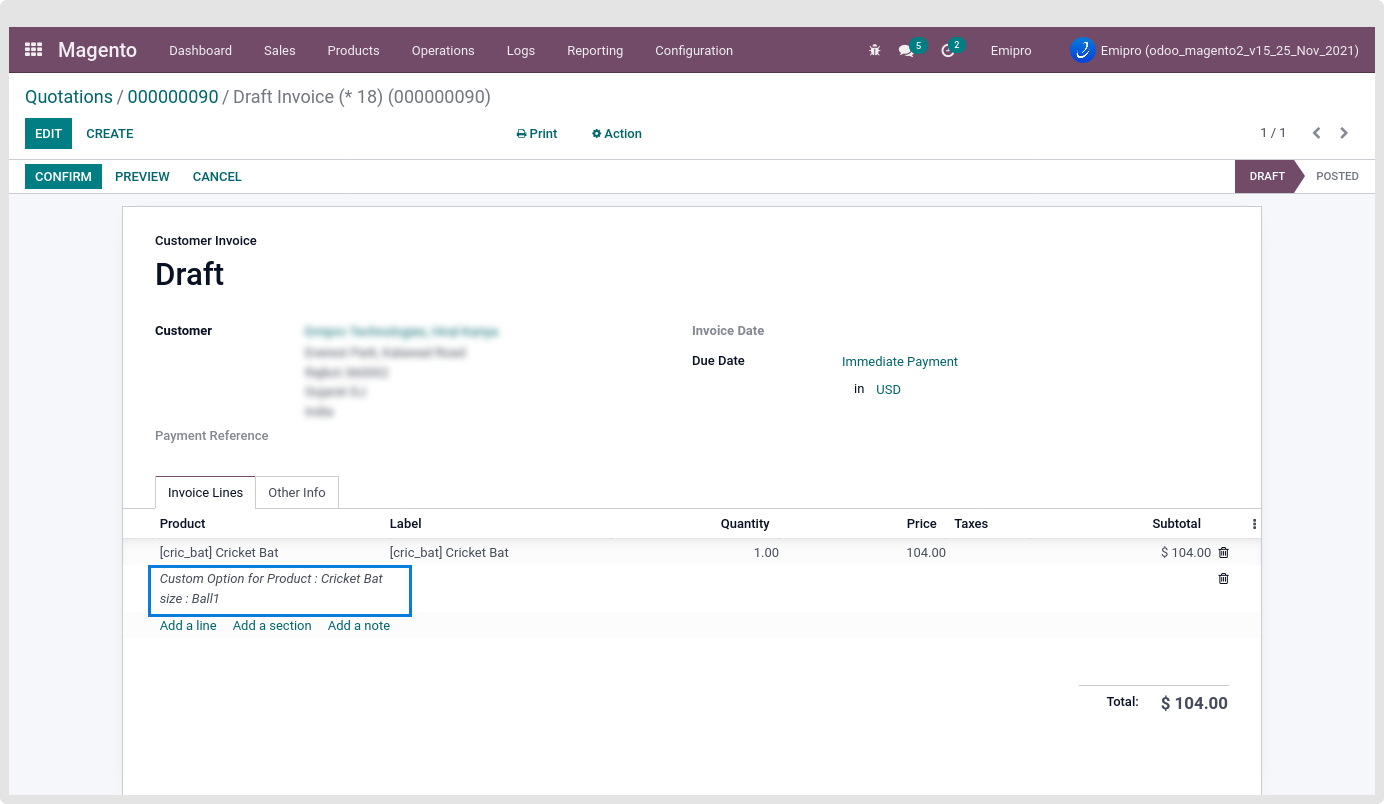 Magento Dashboard Sales Products Operations Logs Reporting Configuration 5 2 Emipro Emipro (odoo_magento2_v15_25_Nov_2021)
Quotations / 000000090 / Draft Invoice (* 18) (000000090)
EDIT CREATE Print Action 1 / 1
CONFIRM PREVIEW CANCEL DRAFT POSTED
Customer Invoice
Draft
Customer Invoice Date
Due Date Immediate Payment
in USD
Payment Reference
Invoice Lines Other Info
Product Label Quantity Price Taxes Subtotal
[cric_bat] Cricket Bat [cric_bat] Cricket Bat 1.00 104.00 $ 104.00
Custom Option for Product : Cricket Bat
size : Ball1
Add a line Add a section Add a note
Total: $ 104.00